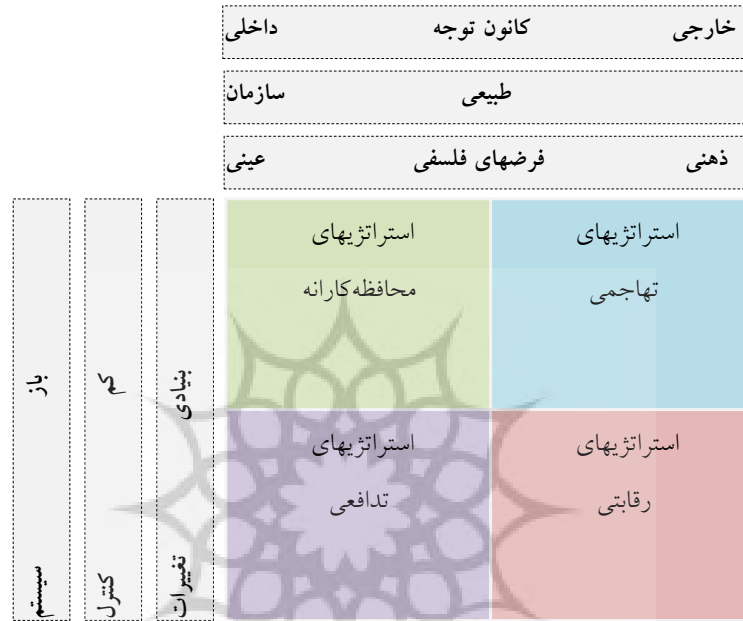 خارجی کانون توجه داخلی
طبیعی سازمان
ذهنی فرضهای فلسفی عینی
استراتژیهای
تهاجمی
استراتژیهای
محافظه‌کارانه
استراتژیهای
رقابتی
استراتژیهای
تدافعی
تغییرات بنیادی
کنترل کم
سیستم باز